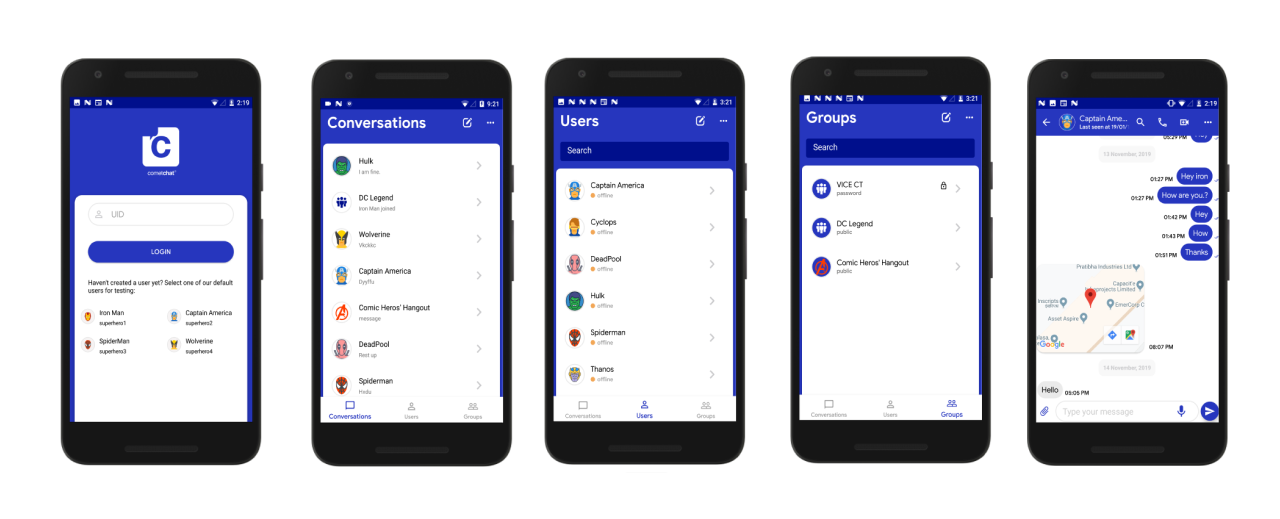 2:19
C
cometchat
UID
LOGIN
Haven't created a user yet? Select one of our default
users for testing:
Iron Man
superhero1
Captain America
superhero2
SpiderMan
superhero3
Wolverine
superhero4
9:21
Conversations
Hulk
I am fine.
DC Legend
Iron Man joined
Wolverine
Captain America
Dyyffu
Comic Heros' Hangout
message
DeadPool
Rest up
Spiderman
Conversations
Users
Groups
3:21
Users
Search
Captain America
offline
Cyclops
offline
DeadPool
offline
Hulk
offline
Spiderman
offline
Thanos
offline
Conversations
Users
Groups
3:21
Groups
Search
VICE CT
password
DC Legend
public
Comic Heros' Hangout
public
Conversations
Users
Groups
2:19
Captain Ame...
Last seen at 19/01/
05:29 PM
13 November, 2019
01:27 PM Hey iron
01:27 PM How are you.?
01:42 PM Hey
01:43 PM How
01:51 PM Thanks
Pratibha Industries Ltd
Capacit'e
Infraprojects Limited
EmerCorp C
Asset Aspire
Google
08:07 PM
14 November, 2019
Hello 05:05 PM
Type your message